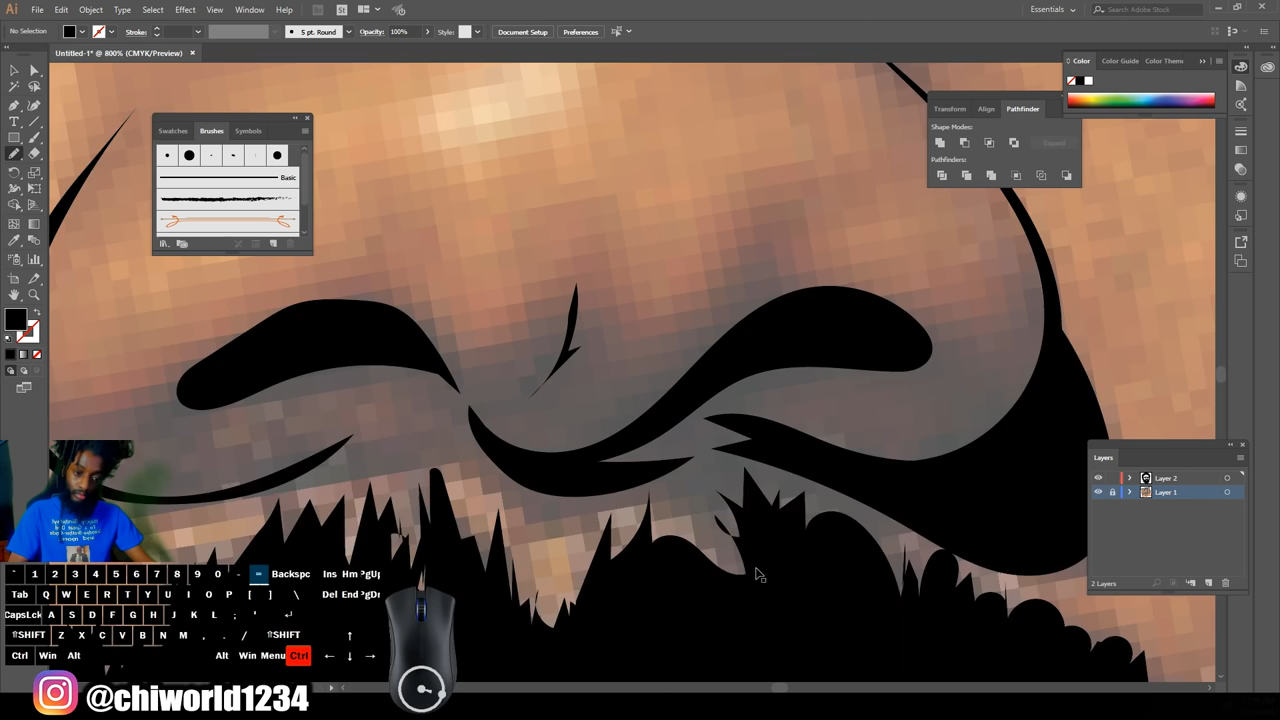 Ai File Edit Object Type Select Effect View Window Help Br St Essentials Search Adobe Stock
No Selection Stroke: 5 pt. Round Opacity: 100% Style: Document Setup Preferences
Untitled-1* @ 800% (CMYK/Preview)
Color Color Guide Color Theme
Transform Align Pathfinder
Shape Modes:
Expand
Pathfinders:
Swatches Brushes Symbols
Basic
Layers
Layer 2
Layer 1
2 Layers
` 1 2 3 4 5 6 7 8 9 0 - = Backspc Ins Hm PgUp
Tab Q W E R T Y U I O P [ ] \ Del End PgDn
CapsLck A S D F G H J K L ; '
SHIFT Z X C V B N M , . / SHIFT
Ctrl Win Alt Alt Win Menu Ctrl
@chiworld1234